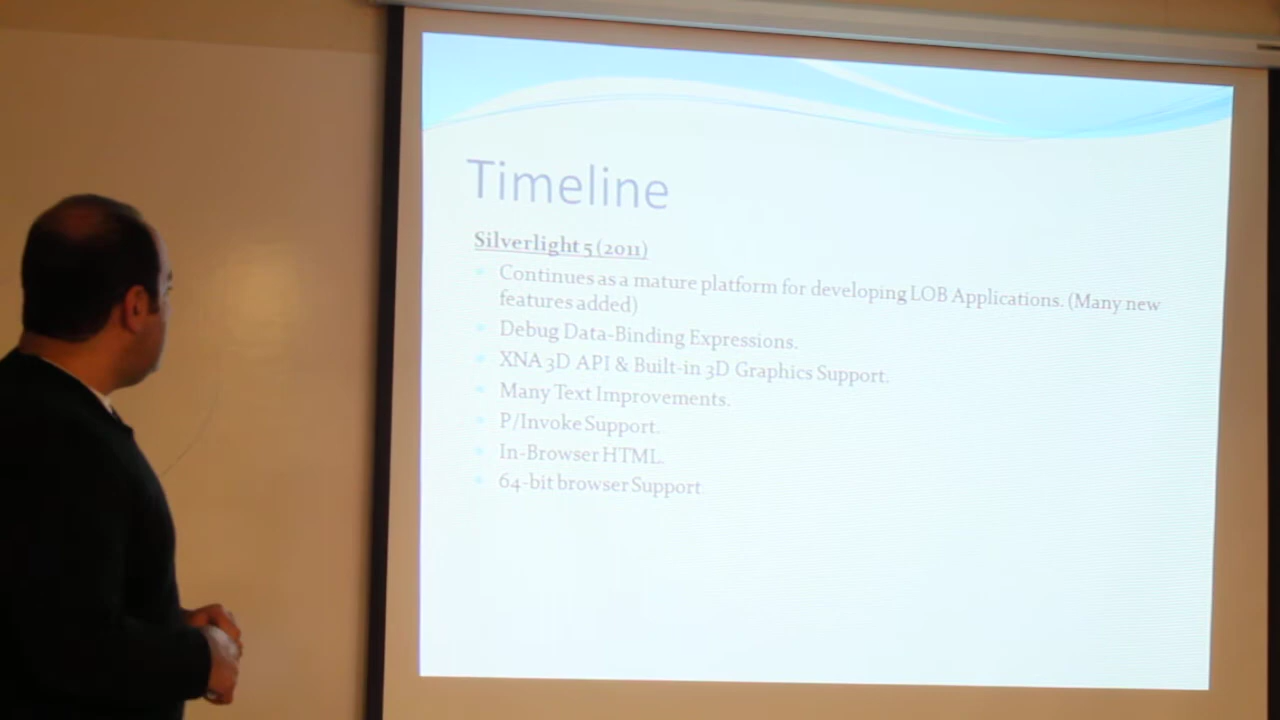 Timeline
Silverlight 5 (2011)
Continues as a mature platform for developing LOB Applications. (Many new
features added)
Debug Data-Binding Expressions.
XNA 3D API & Built-in 3D Graphics Support.
Many Text Improvements.
P/Invoke Support.
In-Browser HTML.
64-bit browser Support.